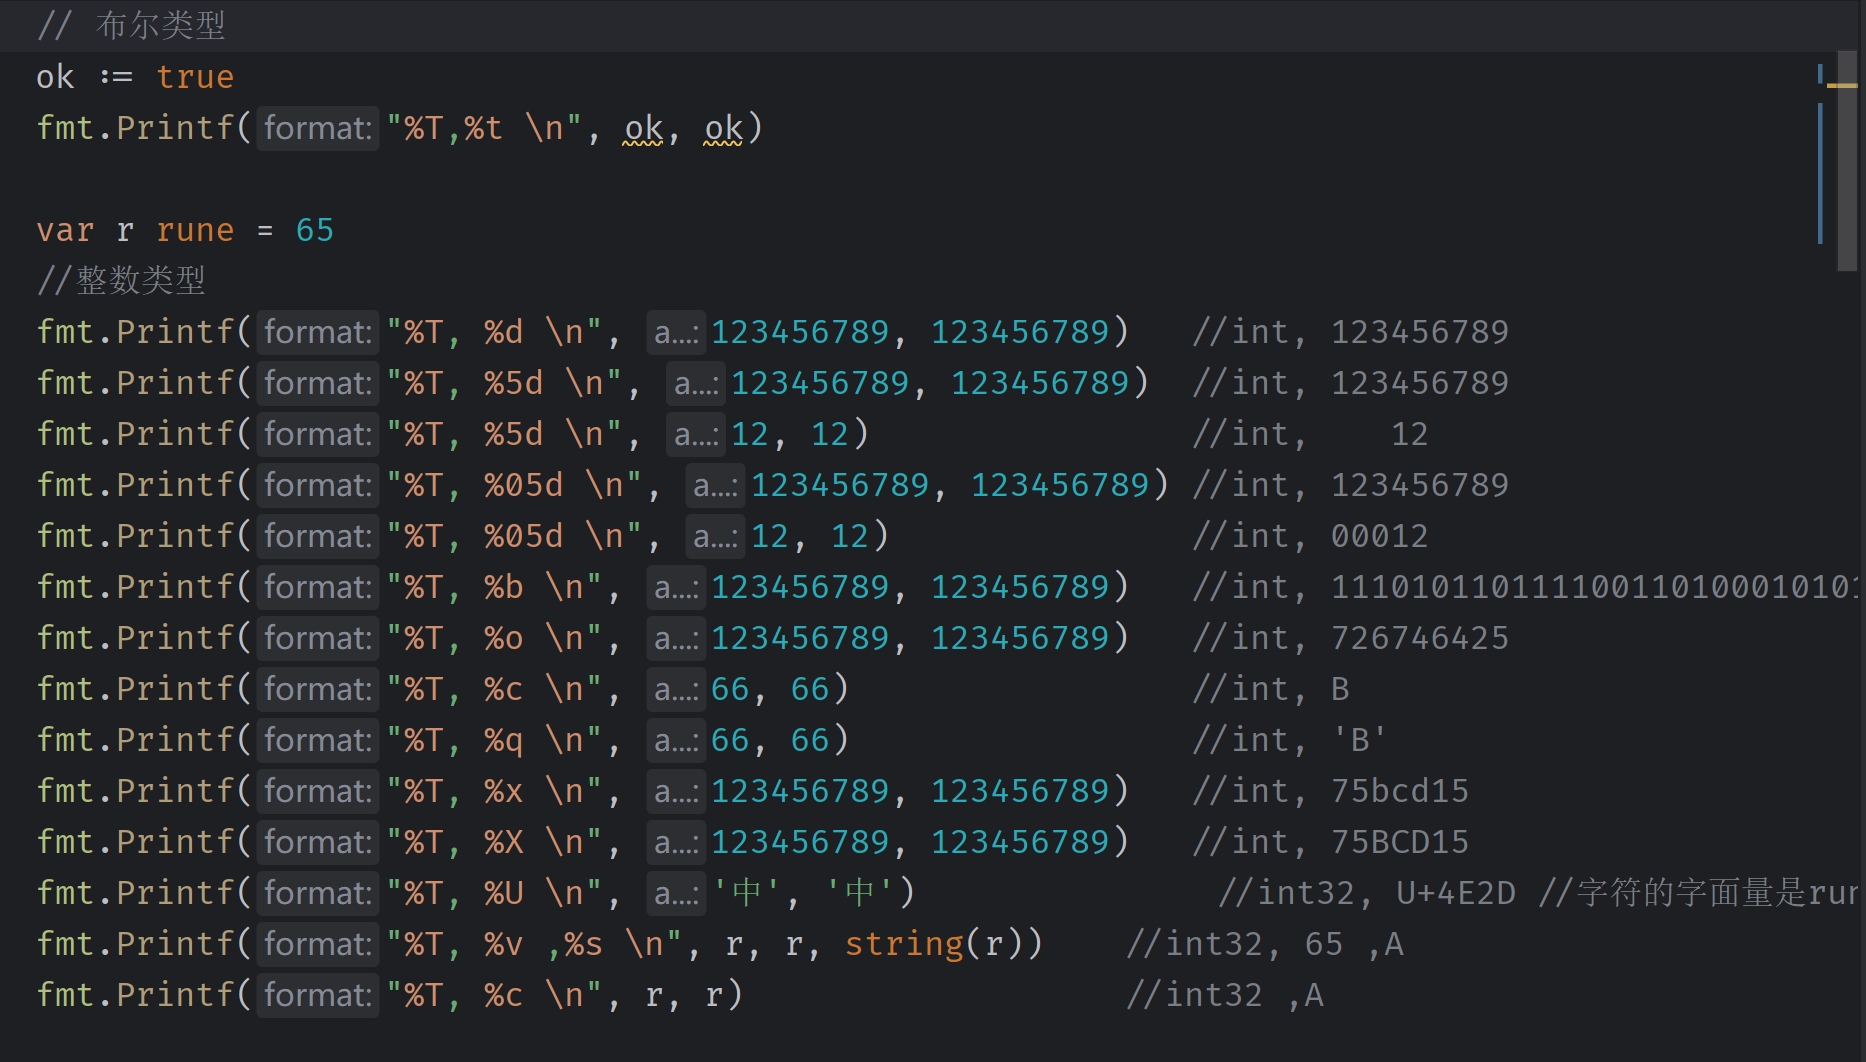 // 布尔类型
ok := true
fmt.Printf(format: "%T,%t \n", ok, ok)
var r rune = 65
//整数类型
fmt.Printf(format: "%T, %d \n", a...: 123456789, 123456789)   //int, 123456789
fmt.Printf(format: "%T, %5d \n", a...: 123456789, 123456789)  //int, 123456789
fmt.Printf(format: "%T, %5d \n", a...: 12, 12)                //int,    12
fmt.Printf(format: "%T, %05d \n", a...: 123456789, 123456789) //int, 123456789
fmt.Printf(format: "%T, %05d \n", a...: 12, 12)               //int, 00012
fmt.Printf(format: "%T, %b \n", a...: 123456789, 123456789)   //int, 11101011011110011010001010
fmt.Printf(format: "%T, %o \n", a...: 123456789, 123456789)   //int, 726746425
fmt.Printf(format: "%T, %c \n", a...: 66, 66)                 //int, B
fmt.Printf(format: "%T, %q \n", a...: 66, 66)                 //int, 'B'
fmt.Printf(format: "%T, %x \n", a...: 123456789, 123456789)   //int, 75bcd15
fmt.Printf(format: "%T, %X \n", a...: 123456789, 123456789)   //int, 75BCD15
fmt.Printf(format: "%T, %U \n", a...: '中', '中')               //int32, U+4E2D //字符的字面量是run
fmt.Printf(format: "%T, %v ,%s \n", r, r, string(r))    //int32, 65 ,A
fmt.Printf(format: "%T, %c \n", r, r)                   //int32 ,A